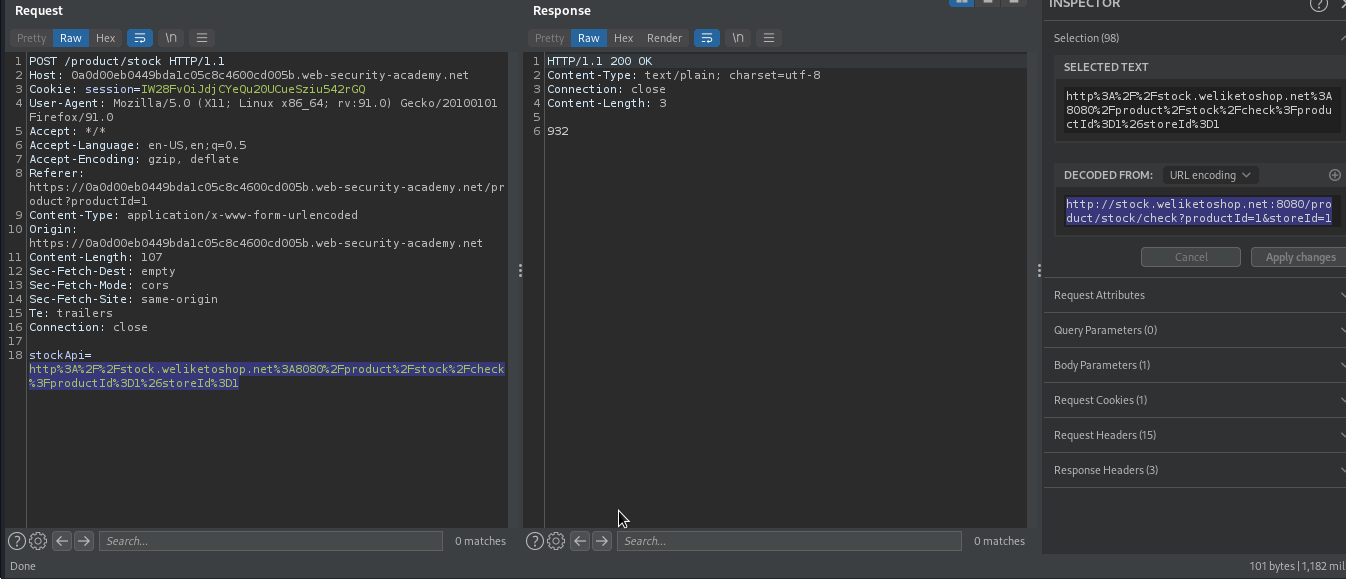 Request
Pretty Raw Hex \n
1 POST /product/stock HTTP/1.1
2 Host: 0a0d00eb0449bda1c05c8c4600cd005b.web-security-academy.net
3 Cookie: session=IW28FvOiJdjCYeQu20UCueSziu542rGQ
4 User-Agent: Mozilla/5.0 (X11; Linux x86_64; rv:91.0) Gecko/20100101
Firefox/91.0
5 Accept: */*
6 Accept-Language: en-US,en;q=0.5
7 Accept-Encoding: gzip, deflate
8 Referer:
https://0a0d00eb0449bda1c05c8c4600cd005b.web-security-academy.net/pr
oduct?productId=1
9 Content-Type: application/x-www-form-urlencoded
10 Origin:
https://0a0d00eb0449bda1c05c8c4600cd005b.web-security-academy.net
11 Content-Length: 107
12 Sec-Fetch-Dest: empty
13 Sec-Fetch-Mode: cors
14 Sec-Fetch-Site: same-origin
15 Te: trailers
16 Connection: close
17
18 stockApi=
http%3A%2F%2Fstock.weliketoshop.net%3A8080%2Fproduct%2Fstock%2Fcheck
%3FproductId%3D1%26storeId%3D1
Search...
0 matches
Done
Response
Pretty Raw Hex Render \n
1 HTTP/1.1 200 OK
2 Content-Type: text/plain; charset=utf-8
3 Connection: close
4 Content-Length: 3
5
6 932
Search...
0 matches
INSPECTOR
Selection (98)
SELECTED TEXT
http%3A%2F%2Fstock.weliketoshop.net%3A
8080%2Fproduct%2Fstock%2Fcheck%3Fprodu
ctId%3D1%26storeId%3D1
DECODED FROM: URL encoding
http://stock.weliketoshop.net:8080/pro
duct/stock/check?productId=1&storeId=1
Cancel
Apply changes
Request Attributes
Query Parameters (0)
Body Parameters (1)
Request Cookies (1)
Request Headers (15)
Response Headers (3)
101 bytes | 1,182 mil